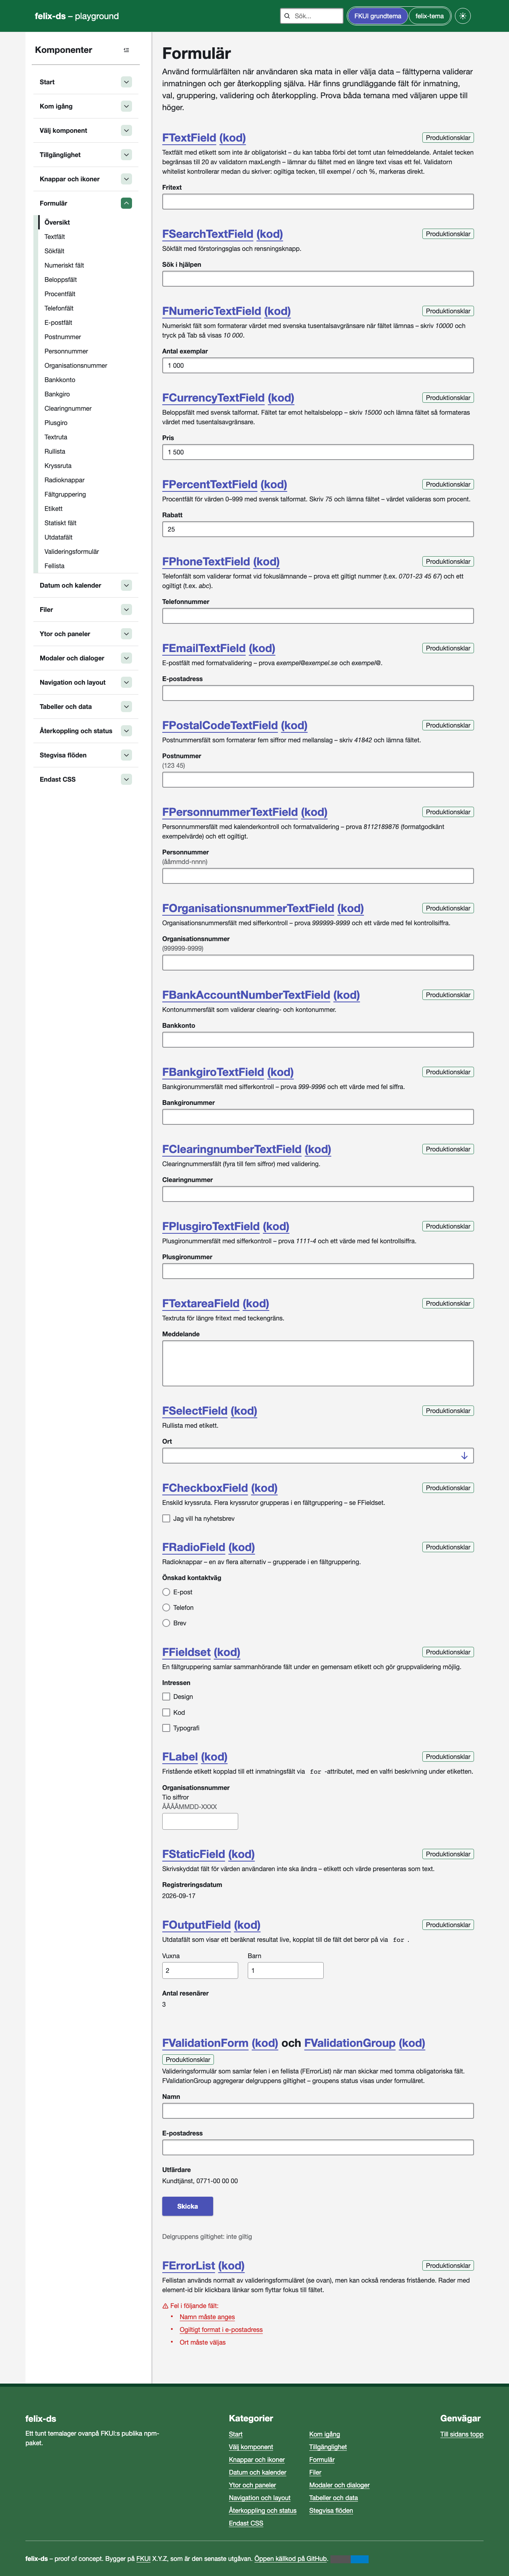 felix-ds – playground
Sök...
FKUI grundtema
felix-tema
Komponenter
Start
Kom igång
Välj komponent
Tillgänglighet
Knappar och ikoner
Formulär
Översikt
Textfält
Sökfält
Numeriskt fält
Beloppsfält
Procentfält
Telefonfält
E-postfält
Postnummer
Personnummer
Organisationsnummer
Bankkonto
Bankgiro
Clearingnummer
Plusgiro
Textruta
Rullista
Kryssruta
Radioknappar
Fältgruppering
Etikett
Statiskt fält
Utdatafält
Valideringsformulär
Fellista
Datum och kalender
Filer
Ytor och paneler
Modaler och dialoger
Navigation och layout
Tabeller och data
Återkoppling och status
Stegvisa flöden
Endast CSS
Formulär
Använd formulärfälten när användaren ska mata in eller välja data – fälttyperna validerar
inmatningen och ger återkoppling själva. Här finns grundläggande fält för inmatning,
val, gruppering, validering och återkoppling. Prova båda temana med väljaren uppe till
höger.
FTextField (kod)
Produktionsklar
Textfält med etikett som inte är obligatoriskt – du kan tabba förbi det tomt utan felmeddelande. Antalet tecken
begränsas till 20 av validatorn maxLength – lämnar du fältet med en längre text visas ett fel. Validatorn
whitelist kontrollerar medan du skriver: ogiltiga tecken, till exempel / och %, markeras direkt.
Fritext
FSearchTextField (kod)
Produktionsklar
Sökfält med förstoringsglas och rensningsknapp.
Sök i hjälpen
FNumericTextField (kod)
Produktionsklar
Numeriskt fält som formaterar värdet med svenska tusentalsavgränsare när fältet lämnas – skriv 10000 och
tryck på Tab så visas 10 000.
Antal exemplar
1 000
FCurrencyTextField (kod)
Produktionsklar
Beloppsfält med svensk talformat. Fältet tar emot heltalsbelopp – skriv 15000 och lämna fältet så formateras
värdet med tusentalsavgränsare.
Pris
1 500
FPercentTextField (kod)
Produktionsklar
Procentfält för värden 0–999 med svenskt talformat. Skriv 75 och lämna fältet – värdet valideras som procent.
Rabatt
25
FPhoneTextField (kod)
Produktionsklar
Telefonfält som validerar format vid fokuslämnande – prova ett giltigt nummer (t.ex. 0701-23 45 67) och ett
ogiltigt (t.ex. abc).
Telefonnummer
FEmailTextField (kod)
Produktionsklar
E-postfält med formatvalidering – prova exempel@exempel.se och exempel@.
E-postadress
FPostalCodeTextField (kod)
Produktionsklar
Postnummersfält som formaterar fem siffror med mellanslag – skriv 41842 och lämna fältet.
Postnummer
(123 45)
FPersonnummerTextField (kod)
Produktionsklar
Personnummersfält med kalenderkontroll och formatvalidering – prova 8112189876 (formatgodkänt
exempelvärde) och ett ogiltigt.
Personnummer
(ååmmdd-nnnn)
FOrganisationsnummerTextField (kod)
Produktionsklar
Organisationsnummersfält med sifferkontroll – prova 999999-9999 och ett värde med fel kontrollsiffra.
Organisationsnummer
(999999-9999)
FBankAccountNumberTextField (kod)
Produktionsklar
Kontonummersfält som validerar clearing- och kontonummer.
Bankkonto
FBankgiroTextField (kod)
Produktionsklar
Bankgironummersfält med sifferkontroll – prova 999-9996 och ett värde med fel siffra.
Bankgironummer
FClearingnumberTextField (kod)
Produktionsklar
Clearingnummersfält (fyra till fem siffror) med validering.
Clearingnummer
FPlusgiroTextField (kod)
Produktionsklar
Plusgironummersfält med sifferkontroll – prova 1111-4 och ett värde med fel kontrollsiffra.
Plusgironummer
FTextareaField (kod)
Produktionsklar
Textruta för längre fritext med teckengräns.
Meddelande
FSelectField (kod)
Produktionsklar
Rullista med etikett.
Ort
FCheckboxField (kod)
Produktionsklar
Enskild kryssruta. Flera kryssrutor grupperas i en fältgruppering – se FFieldset.
Jag vill ha nyhetsbrev
FRadioField (kod)
Produktionsklar
Radioknappar – en av flera alternativ – grupperade i en fältgruppering.
Önskad kontaktväg
E-post
Telefon
Brev
FFieldset (kod)
Produktionsklar
En fältgruppering samlar sammanhörande fält under en gemensam etikett och gör gruppvalidering möjlig.
Intressen
Design
Kod
Typografi
FLabel (kod)
Produktionsklar
Fristående etikett kopplad till ett inmatningsfält via for -attributet, med en valfri beskrivning under etiketten.
Organisationsnummer
Tio siffror
ÅÅÅÅMMDD-XXXX
FStaticField (kod)
Produktionsklar
Skrivskyddat fält för värden användaren inte ska ändra – etikett och värde presenteras som text.
Registreringsdatum
2026-09-17
FOutputField (kod)
Produktionsklar
Utdatafält som visar ett beräknat resultat live, kopplat till de fält det beror på via for .
Vuxna
Barn
2
1
Antal resenärer
3
FValidationForm (kod) och FValidationGroup (kod)
Produktionsklar
Valideringsformulär som samlar felen i en fellista (FErrorList) när man skickar med tomma obligatoriska fält.
FValidationGroup aggregerar delgruppens giltighet – groupens status visas under formuläret.
Namn
E-postadress
Utfärdare
Kundtjänst, 0771-00 00 00
Skicka
Delgruppens giltighet: inte giltig
FErrorList (kod)
Produktionsklar
Fellistan används normalt av valideringsformuläret (se ovan), men kan också renderas fristående. Rader med
element-id blir klickbara länkar som flyttar fokus till fältet.
Fel i följande fält:
• Namn måste anges
• Ogiltigt format i e-postadress
• Ort måste väljas
felix-ds
Ett tunt temalager ovanpå FKUI:s publika npm-
paket.
Kategorier
Start
Kom igång
Välj komponent
Tillgänglighet
Knappar och ikoner
Formulär
Datum och kalender
Filer
Ytor och paneler
Modaler och dialoger
Navigation och layout
Tabeller och data
Återkoppling och status
Stegvisa flöden
Endast CSS
Genvägar
Till sidans topp
felix-ds – proof of concept. Bygger på FKUI X.Y.Z, som är den senaste utgåvan. Öppen källkod på GitHub.